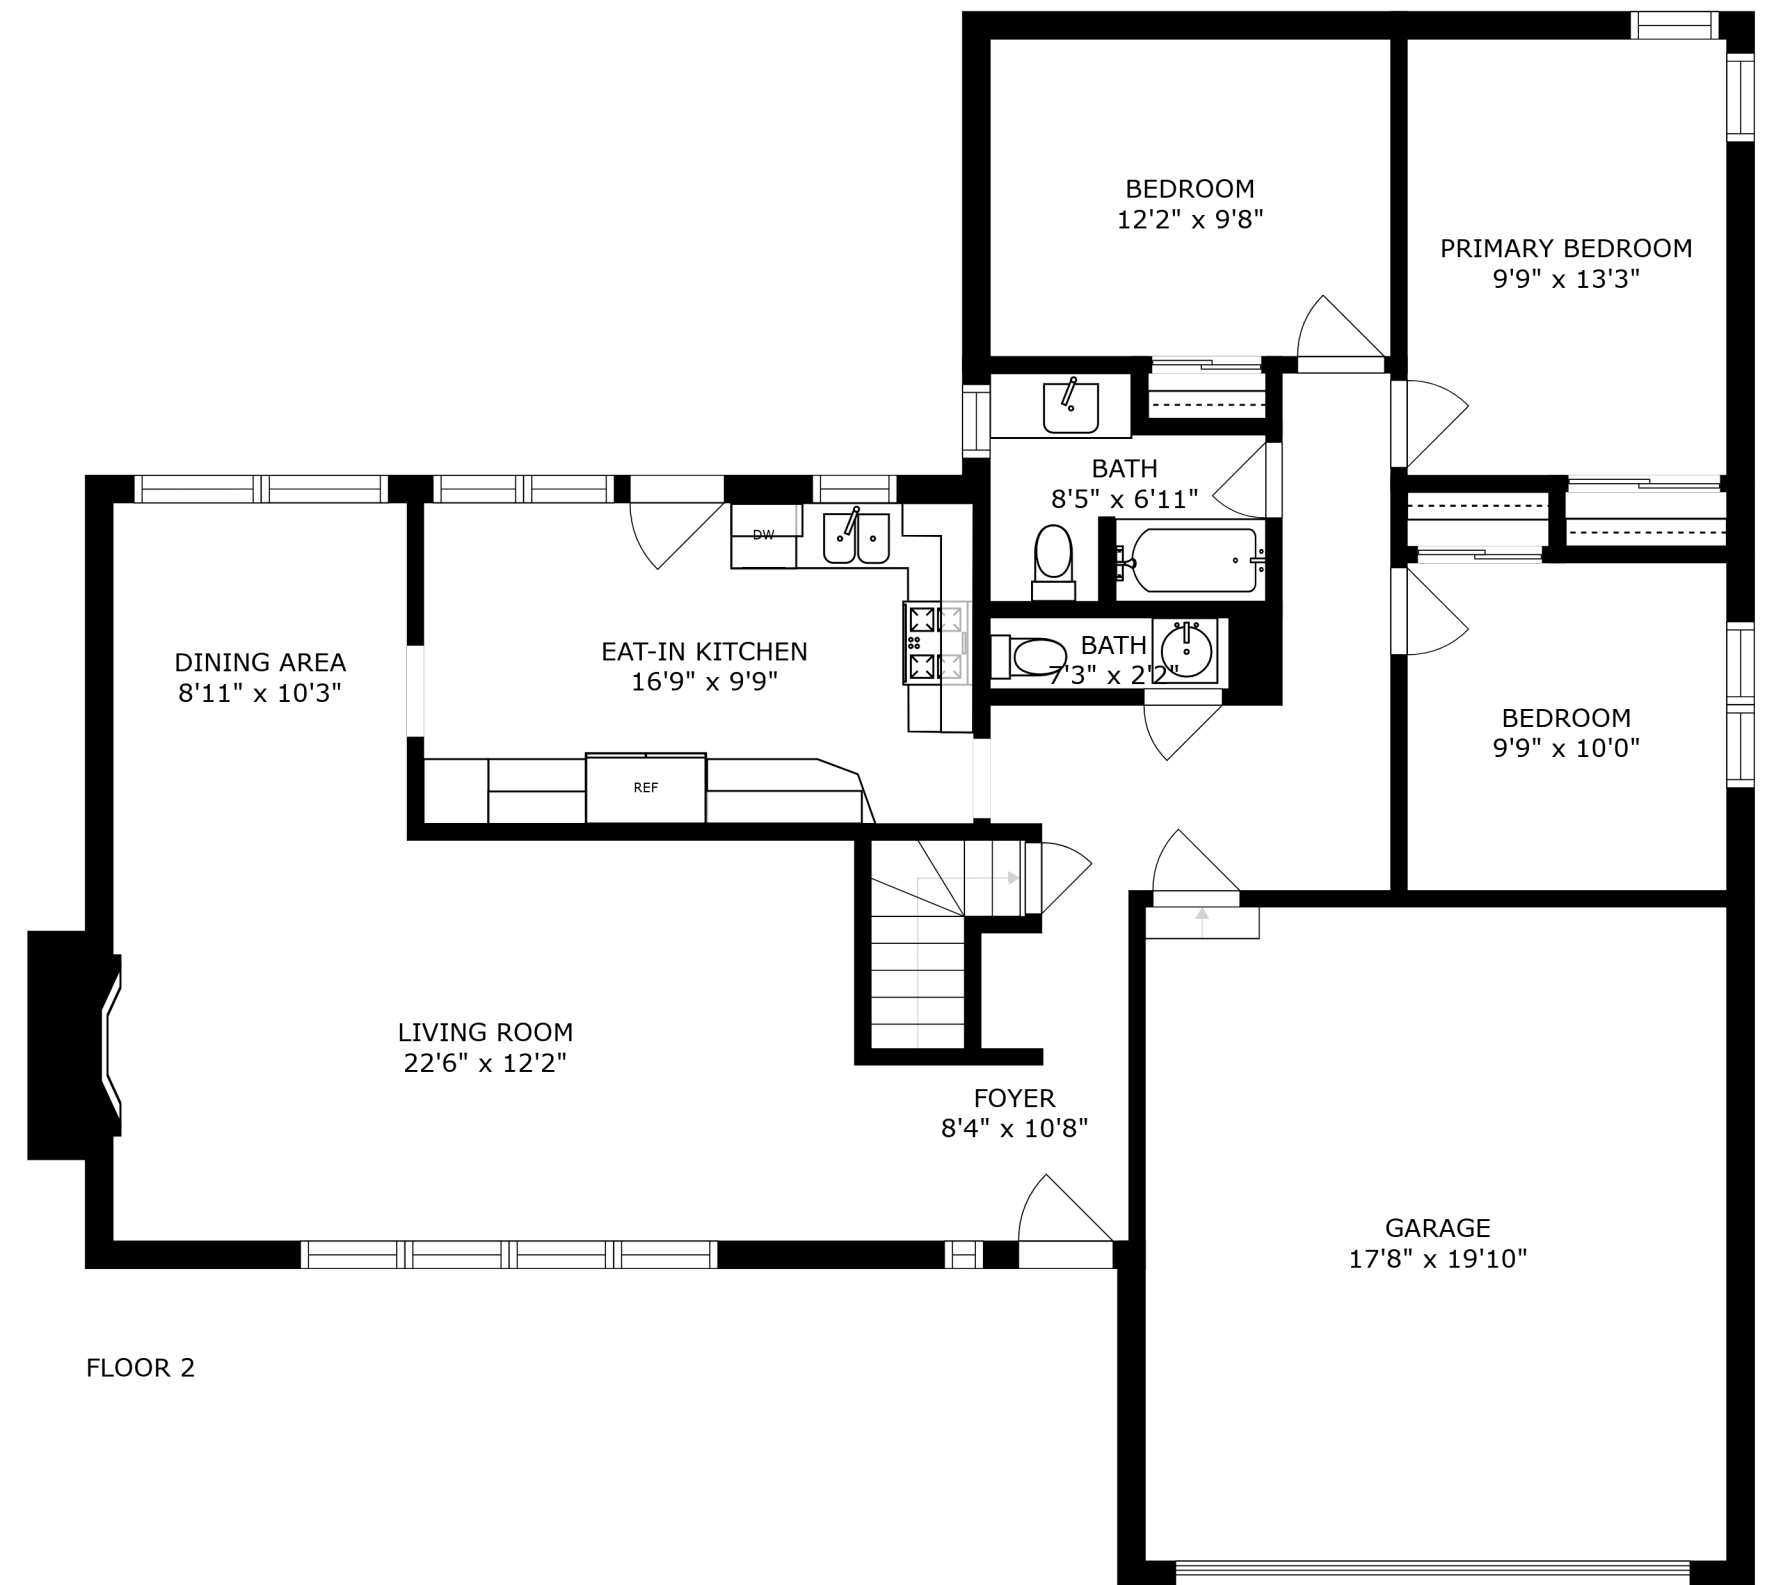 BEDROOM
12'2" x 9'8"
PRIMARY BEDROOM
9'9" x 13'3"
BATH
8'5" x 6'11"
DW
BATH
7'3" x 2'2"
EAT-IN KITCHEN
16'9" x 9'9"
DINING AREA
8'11" x 10'3"
BEDROOM
9'9" x 10'0"
REF
LIVING ROOM
22'6" x 12'2"
FOYER
8'4" x 10'8"
GARAGE
17'8" x 19'10"
FLOOR 2